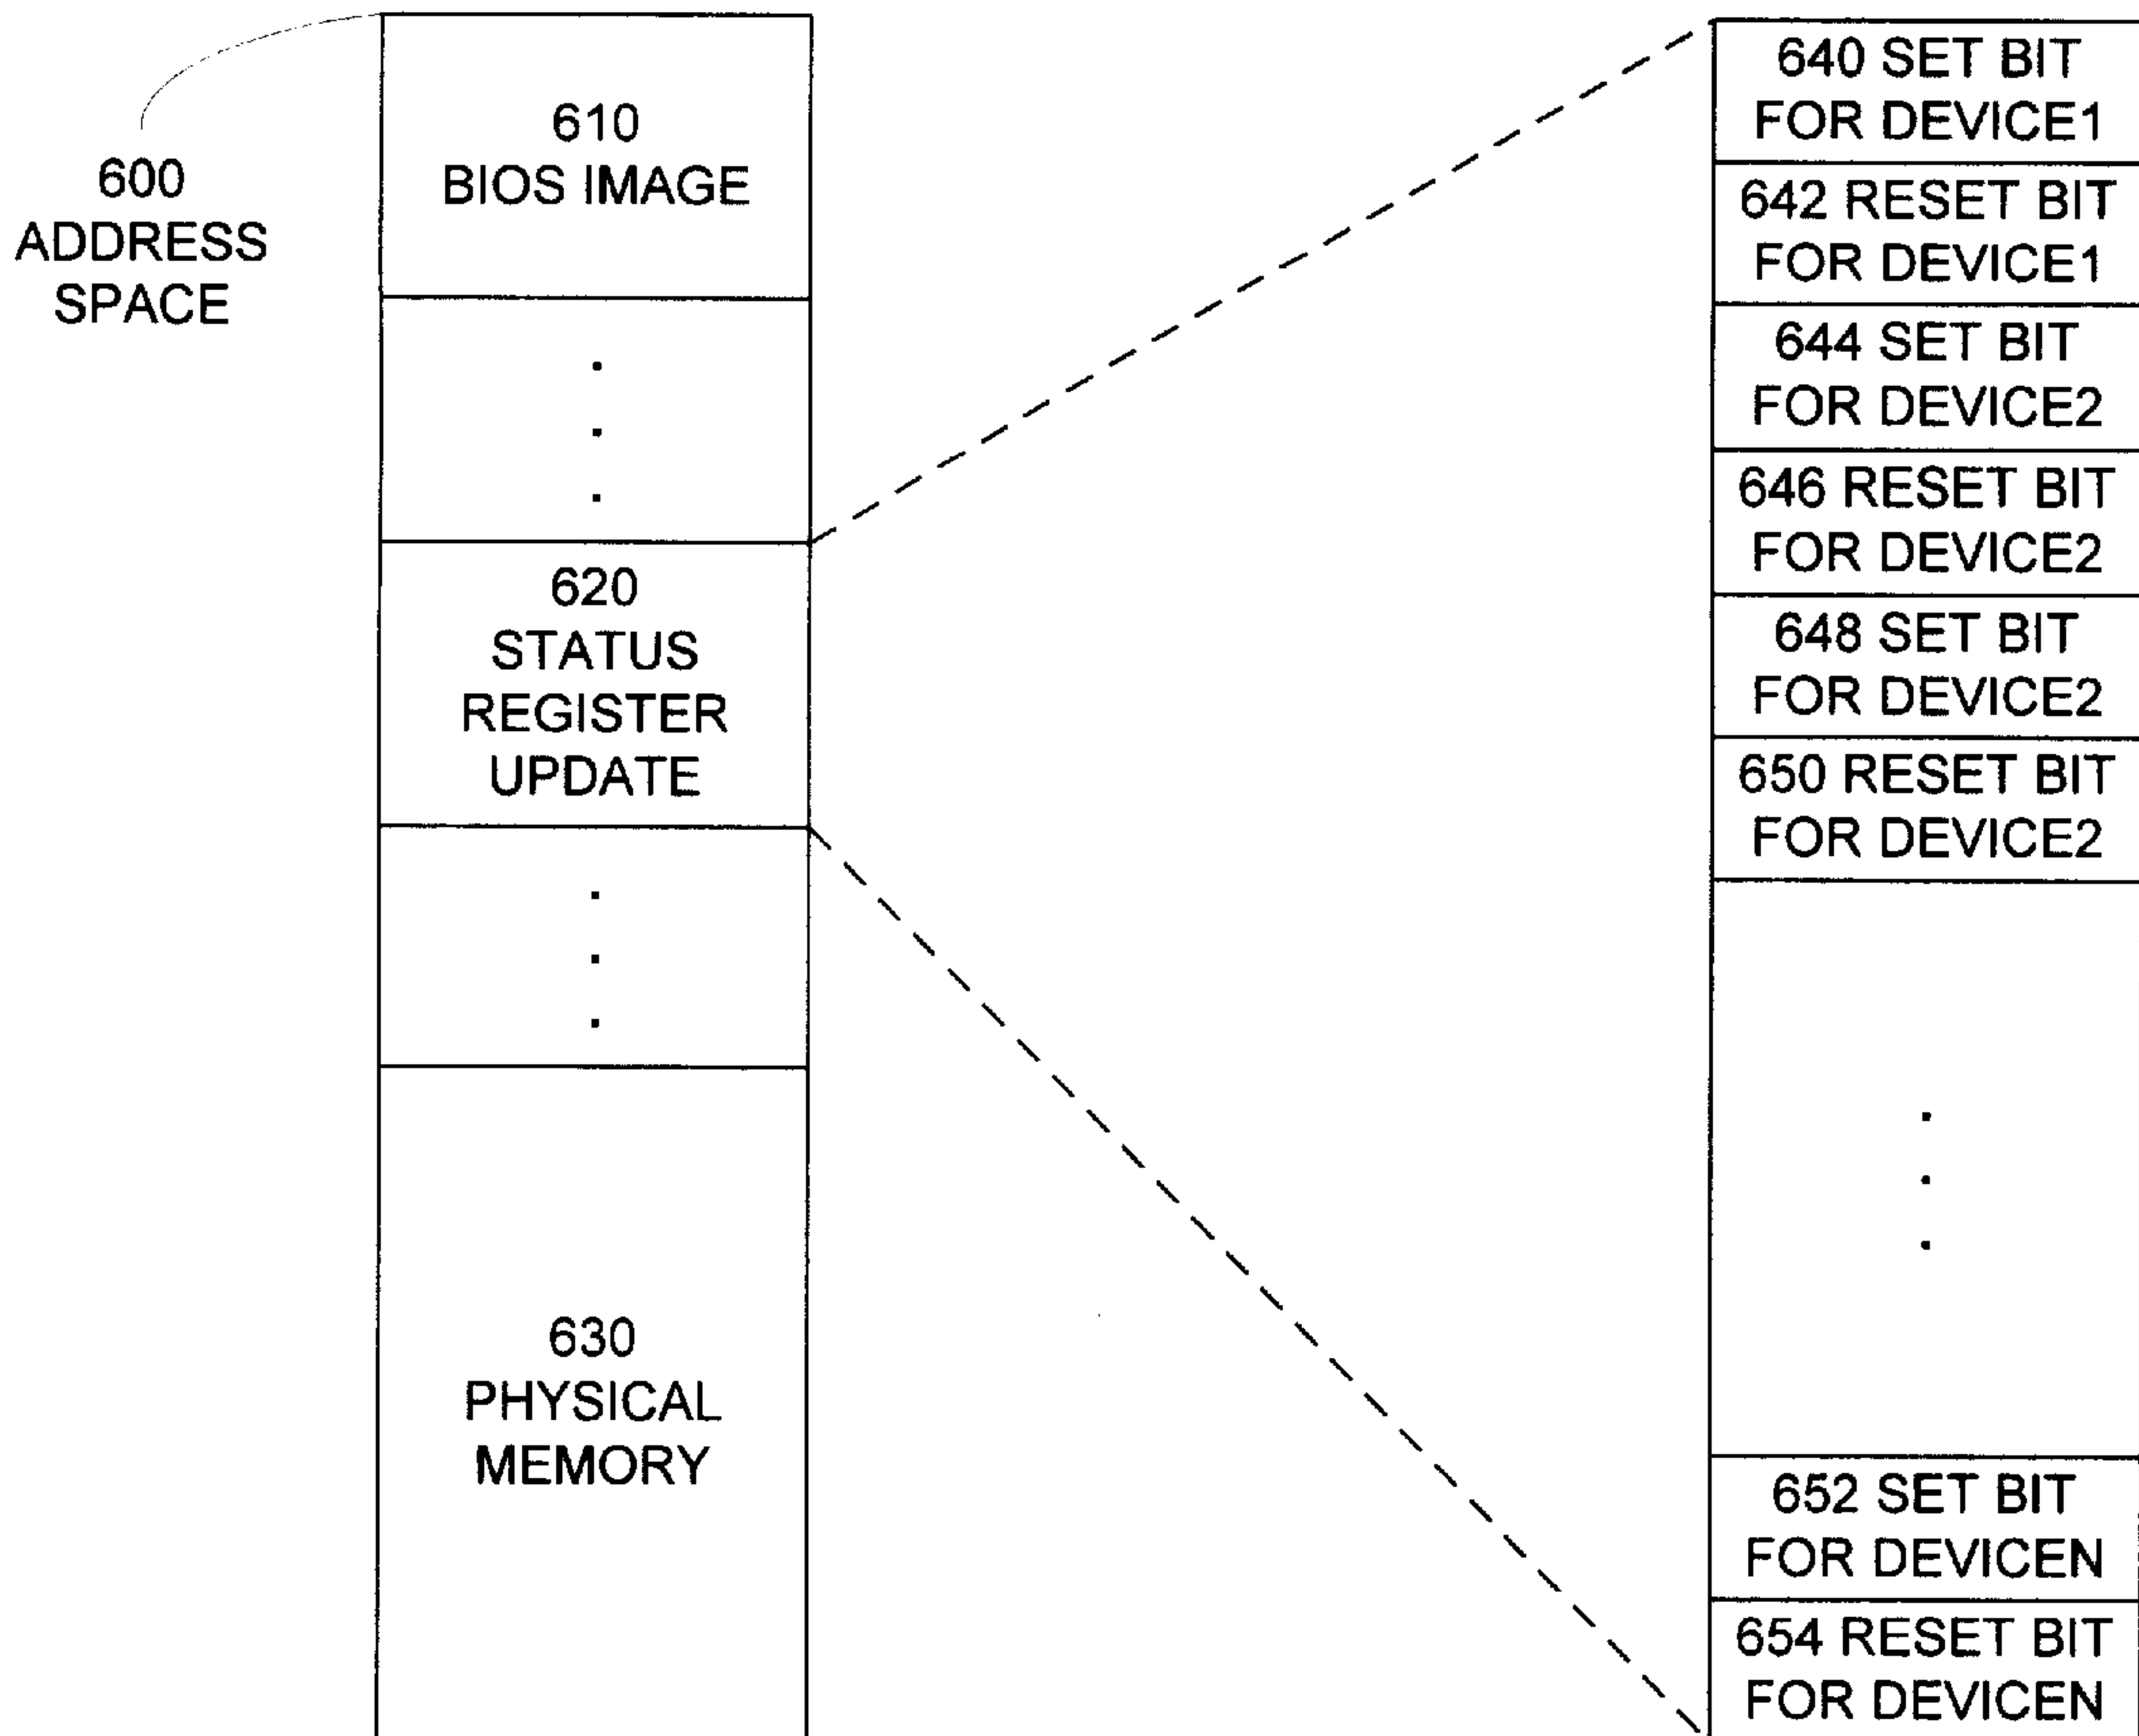 600
ADDRESS
SPACE
610
BIOS IMAGE
620
STATUS
REGISTER
UPDATE
630
PHYSICAL
MEMORY
640 SET BIT
FOR DEVICE1
642 RESET BIT
FOR DEVICE1
644 SET BIT
FOR DEVICE2
646 RESET BIT
FOR DEVICE2
648 SET BIT
FOR DEVICE2
650 RESET BIT
FOR DEVICE2
652 SET BIT
FOR DEVICEN
654 RESET BIT
FOR DEVICEN